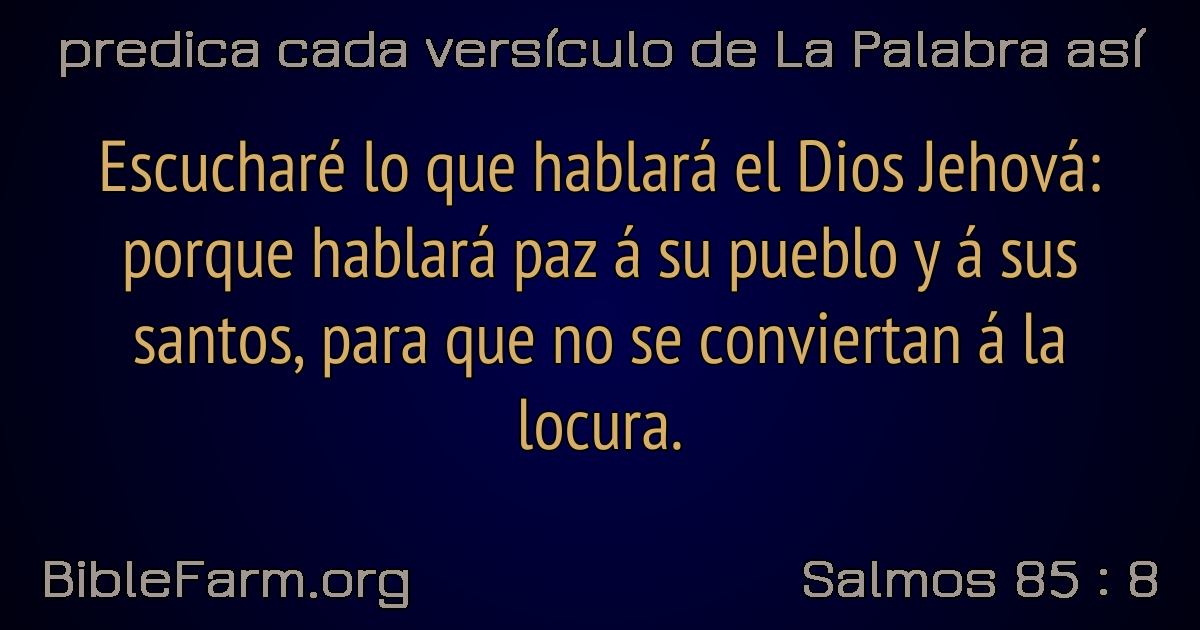 predica cada versículo de La Palabra así
Escucharé lo que hablará el Dios Jehová:
porque hablará paz á su pueblo y á sus
santos, para que no se conviertan á la
locura.
BibleFarm.org
Salmos 85 : 8